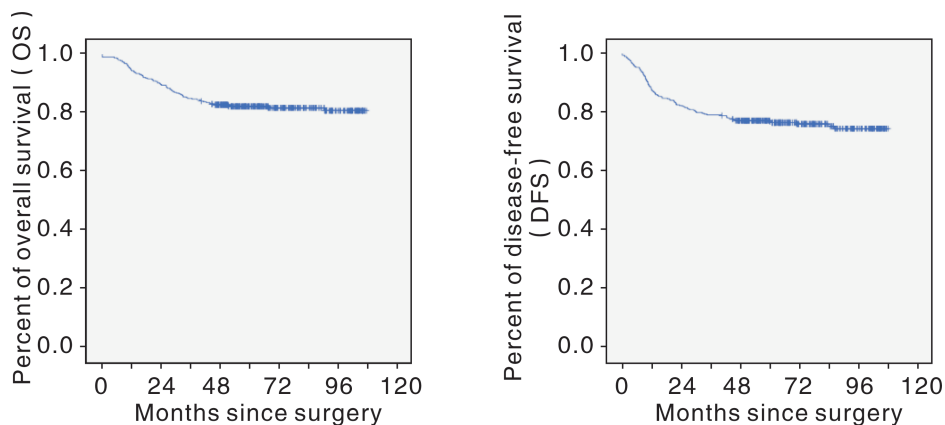 Percent of overall survival ( OS )
1.0
0.8
0.6
0.4
0.2
0.0
0 24 48 72 96 120
Months since surgery
Percent of disease-free survival
( DFS )
1.0
0.8
0.6
0.4
0.2
0.0
0 24 48 72 96 120
Months since surgery